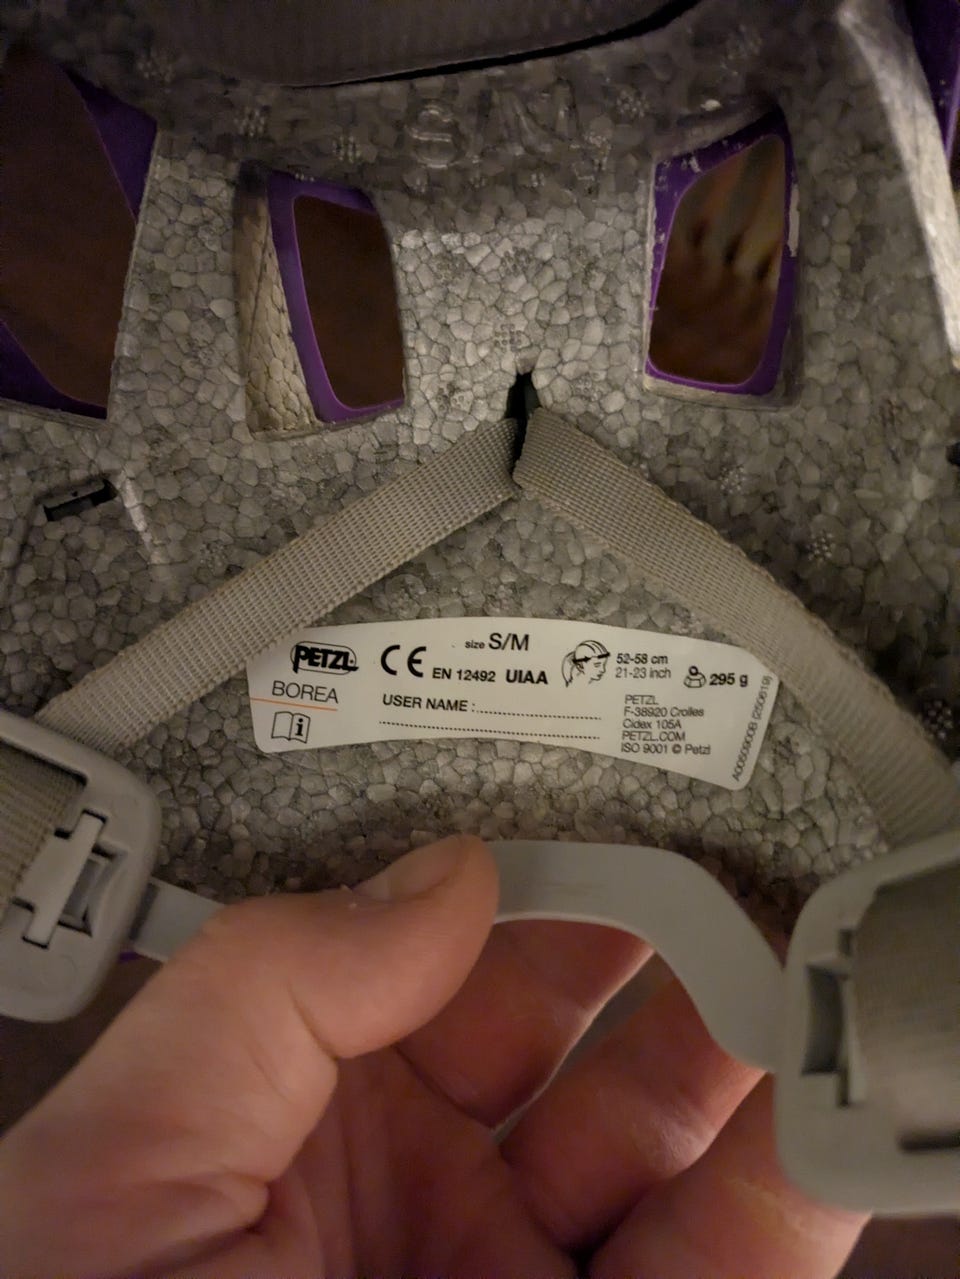 S/M
PETZL
BOREA
i
CE EN 12492 UIAA
size S/M
USER NAME :
52-58 cm
21-23 inch
295 g
PETZL
F-38920 Crolles
Cidex 105A
PETZL.COM
ISO 9001 © Petzl